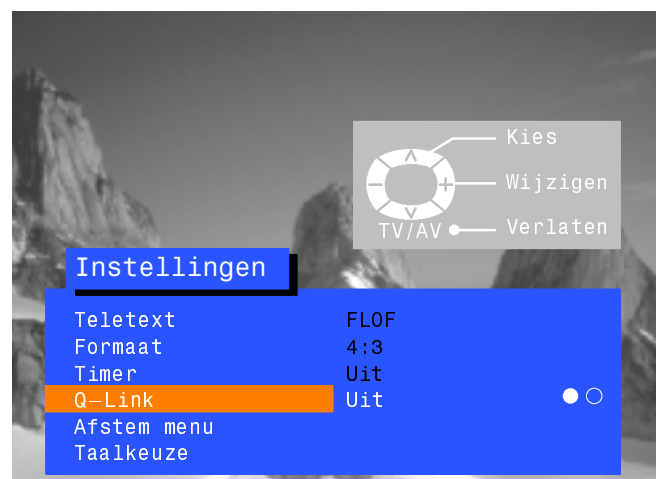 Kies
Wijzigen
TV/AV Verlaten
Instellingen
Teletext FLOF
Formaat 4:3
Timer Uit
Q–Link Uit
Afstem menu
Taalkeuze